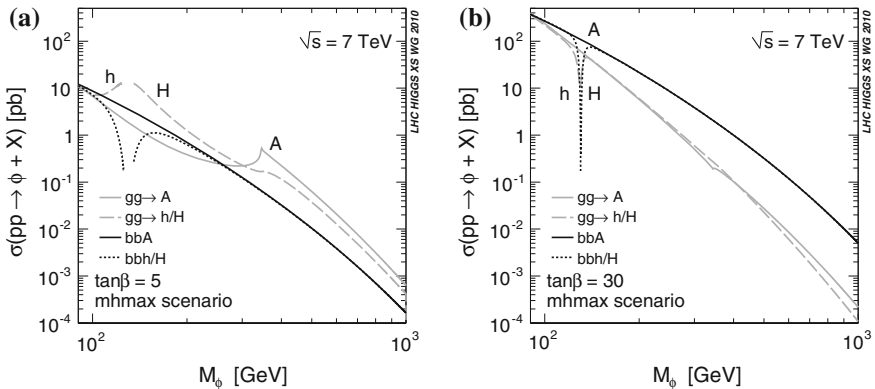 (a)
σ(pp → ϕ + X) [pb]
10²
10
1
10⁻¹
10⁻²
10⁻³
10⁻⁴
√s = 7 TeV
LHC HIGGS XS WG 2010
h
H
A
gg→ A
gg→ h/H
bbA
bbh/H
tanβ = 5
mhmax scenario
10²
10³
M_ϕ [GeV]
(b)
σ(pp → ϕ + X) [pb]
10²
10
1
10⁻¹
10⁻²
10⁻³
10⁻⁴
√s = 7 TeV
LHC HIGGS XS WG 2010
A
h
H
gg→ A
gg→ h/H
bbA
bbh/H
tanβ = 30
mhmax scenario
10²
10³
M_ϕ [GeV]